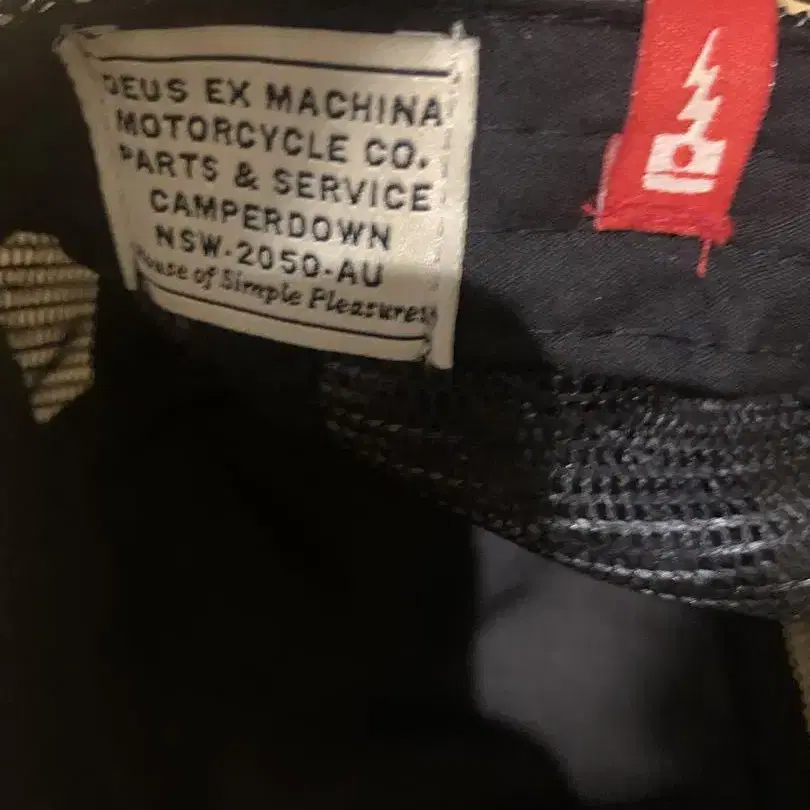 DEUS EX MACHINA
MOTORCYCLE CO.
PARTS & SERVICE
CAMPERDOWN
NSW-2050-AU
House of Simple Pleasures